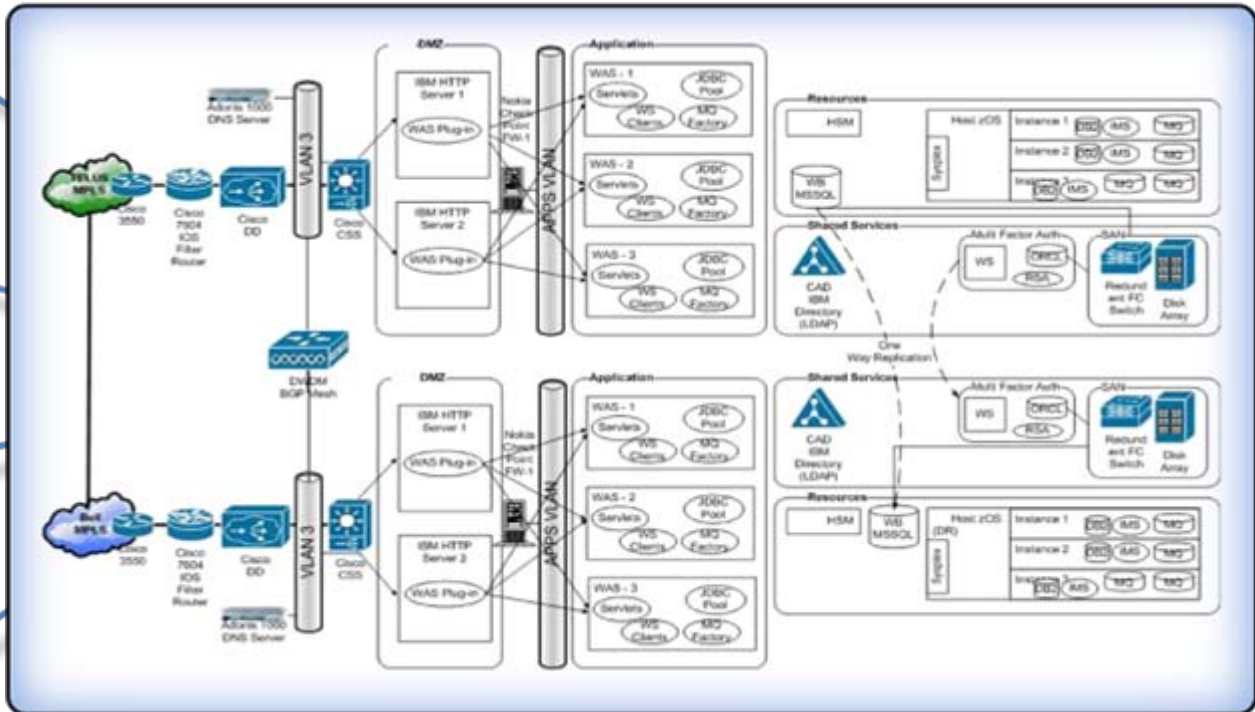 DMZ
IBM HTTP
Server 1
WAS Plug-in
IBM HTTP
Server 2
WAS Plug-in
Adonis 1000
DNS Server
VLAN 3
TELUS
MPLS
Cisco
3550
Cisco
7604
IOS
Filter
Router
Cisco
DD
Cisco
CSS
Nokia
Check
Point
FW-1
APPS VLAN
Application
WAS - 1
Servlets
JDBC
Pool
WS
Clients
MQ
Factory
WAS - 2
Servlets
JDBC
Pool
WS
Clients
MQ
Factory
WAS - 3
Servlets
JDBC
Pool
WS
Clients
MQ
Factory
Resources
HSM
WB
MSSQL
Host zOS
Sysplex
Instance 1
DB2
IMS
MQ
Instance 2
DB2
IMS
MQ
Instance
DB2
IMS
MQ
MQ
Shared Services
CAD
IBM
Directory
(LDAP)
Multi Factor Auth
WS
ORCL
RSA
SAN
Redund
ant FC
Switch
Disk
Array
One
Way Replication
DWDM
BGP Mesh
Bell
MPLS
Cisco
3550
Cisco
7604
IOS
Filter
Router
Cisco
DD
VLAN 3
Adonis 1000
DNS Server
Cisco
CSS
DMZ
IBM HTTP
Server 1
WAS Plug-in
IBM HTTP
Server 2
WAS Plug-in
Nokia
Check
Point
FW-1
APPS VLAN
Application
WAS - 1
Servlets
JDBC
Pool
WS
Clients
MQ
Factory
WAS - 2
Servlets
JDBC
Pool
WS
Clients
MQ
Factory
WAS - 3
Servlets
JDBC
Pool
WS
Clients
MQ
Factory
Shared Services
CAD
IBM
Directory
(LDAP)
Multi Factor Auth
WS
ORCL
RSA
SAN
Redund
ant FC
Switch
Disk
Array
Resources
HSM
WB
MSSQL
Host zOS
(DR)
Sysplex
Instance 1
DB2
IMS
MQ
Instance 2
DB2
IMS
MQ
Instance
DB2
IMS
MQ
MQ